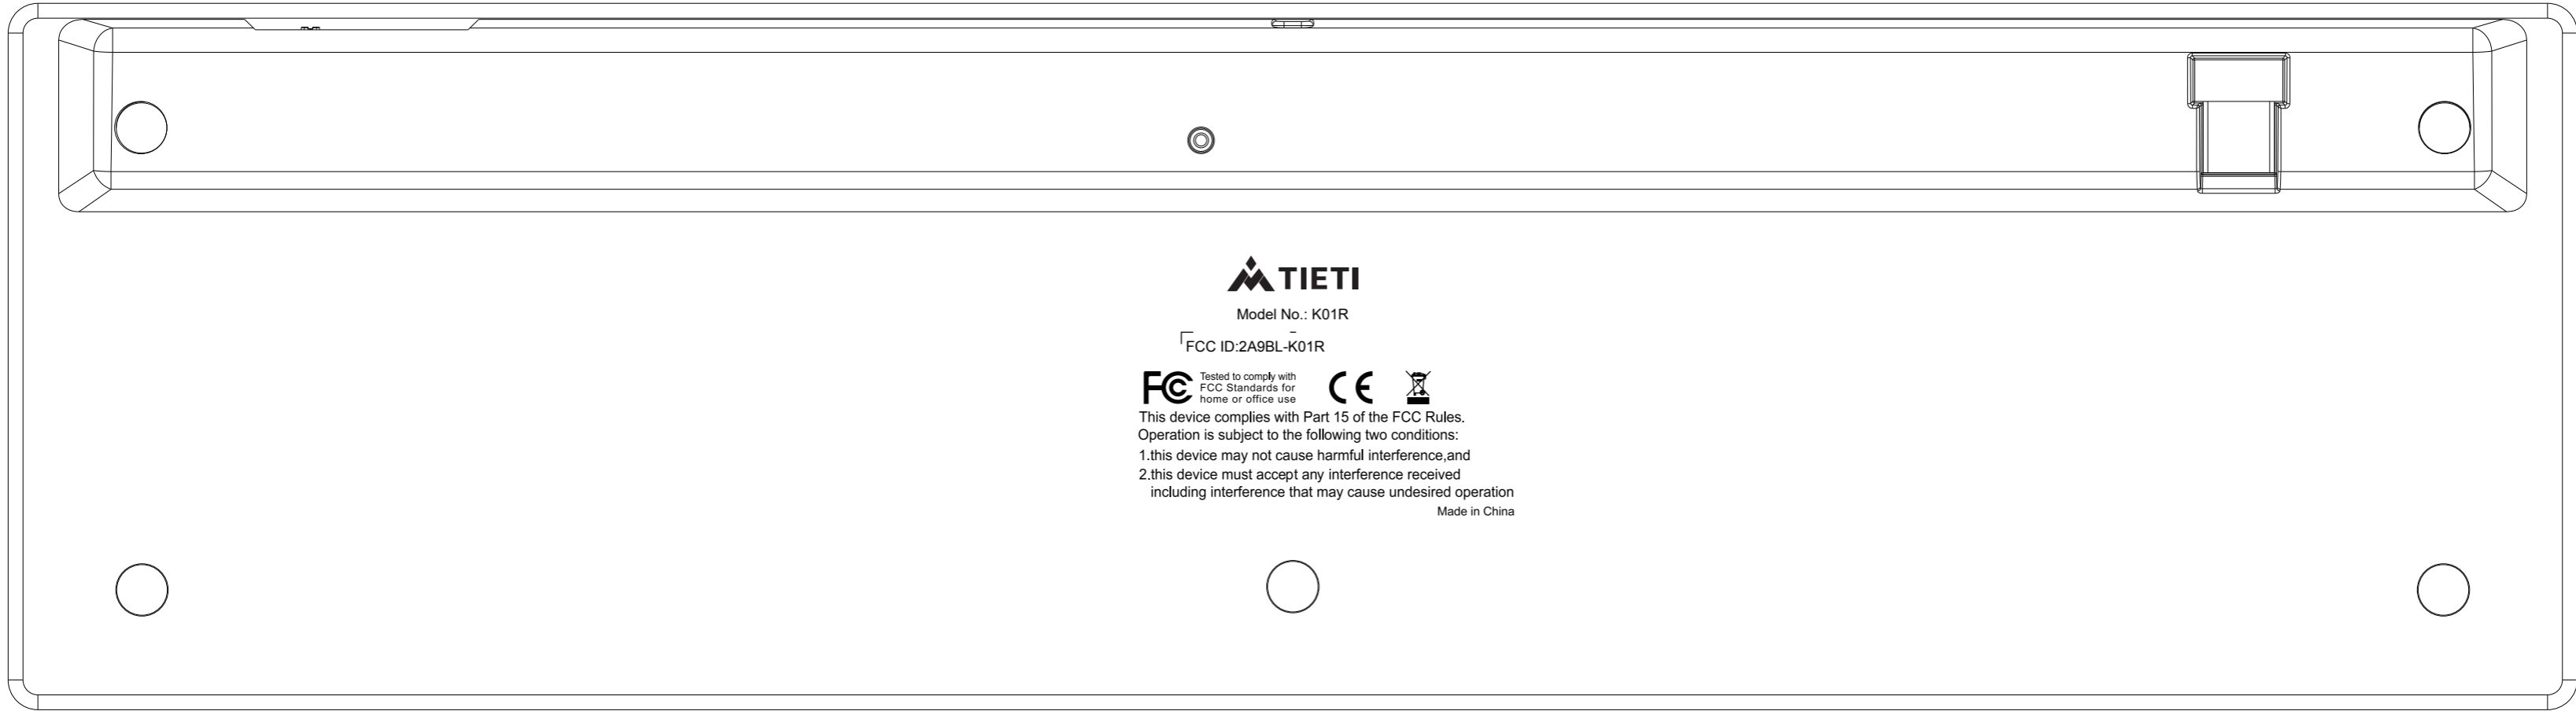 TIETI
Model No.: K01R
FCC ID:2A9BL-K01R
FC Tested to comply with
FCC Standards for
home or office use
CE
This device complies with Part 15 of the FCC Rules.
Operation is subject to the following two conditions:
1.this device may not cause harmful interference,and
2.this device must accept any interference received
including interference that may cause undesired operation
Made in China